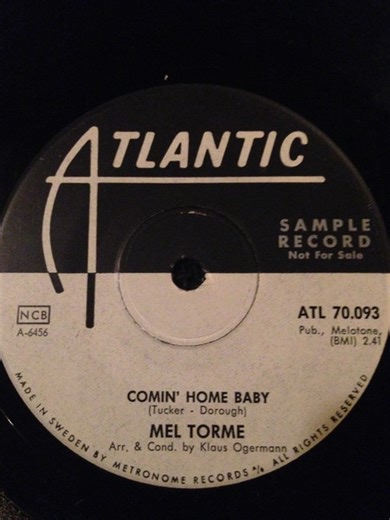 ATLANTIC
SAMPLE
RECORD
Not For Sale
NCB
A-6456
ATL 70.093
Pub., Melotone,
(BMI) 2.41
COMIN' HOME BABY
(Tucker - Dorough)
MEL TORME
Arr. & Cond. by Klaus Ogermann
MADE IN SWEDEN BY METRONOME RECORDS A/B ALL RIGHTS RESERVED